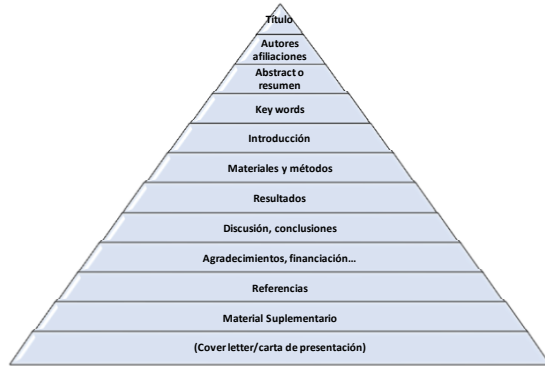 Título
Autores
afiliaciones
Abstract o
resumen
Key words
Introducción
Materiales y métodos
Resultados
Discusión, conclusiones
Agradecimientos, financiación...
Referencias
Material Suplementario
(Cover letter/carta de presentación)